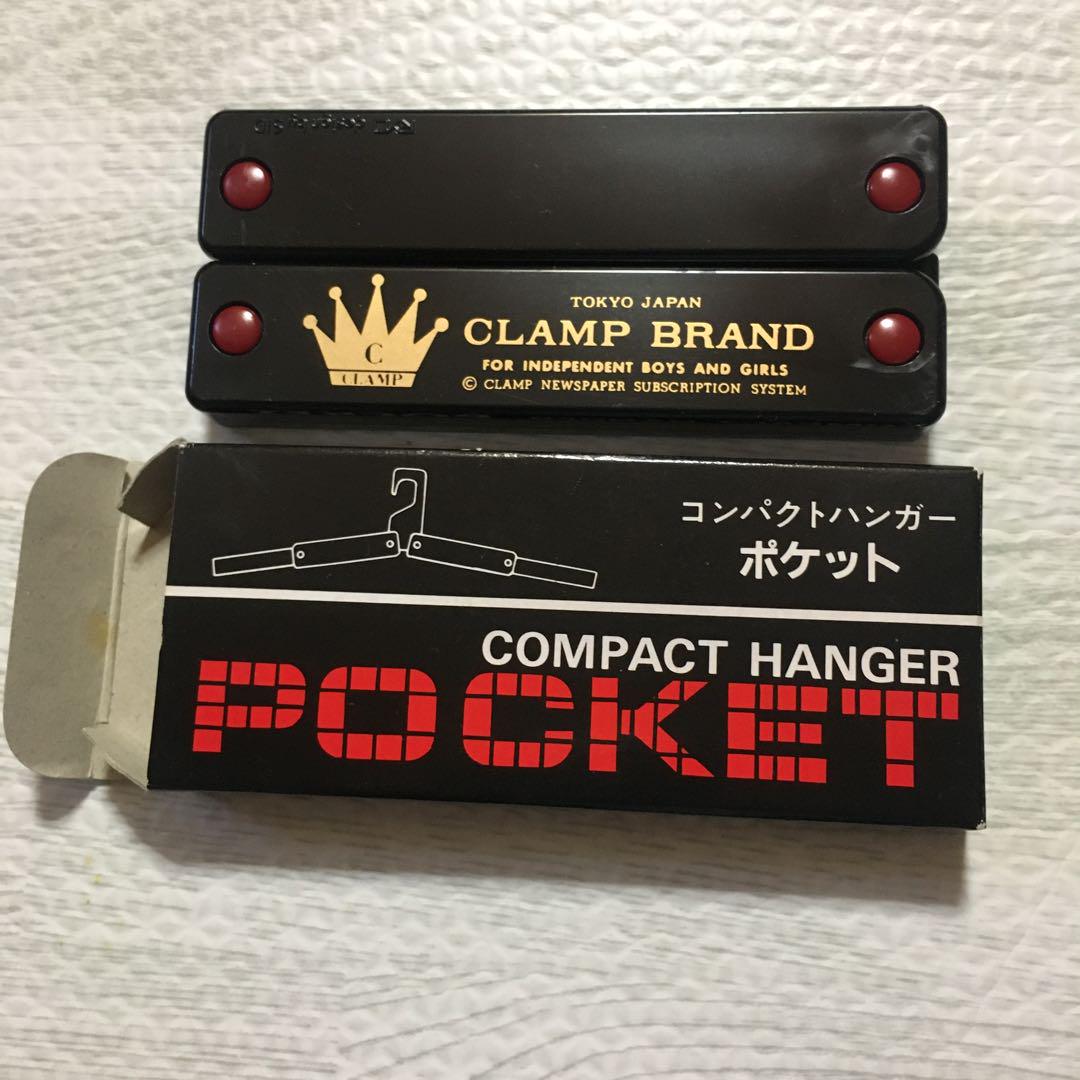 TOKYO JAPAN
CLAMP BRAND
FOR INDEPENDENT BOYS AND GIRLS
© CLAMP NEWSPAPER SUBSCRIPTION SYSTEM
C
CLAMP
コンパクトハンガー
ポケット
COMPACT HANGER
POCKET